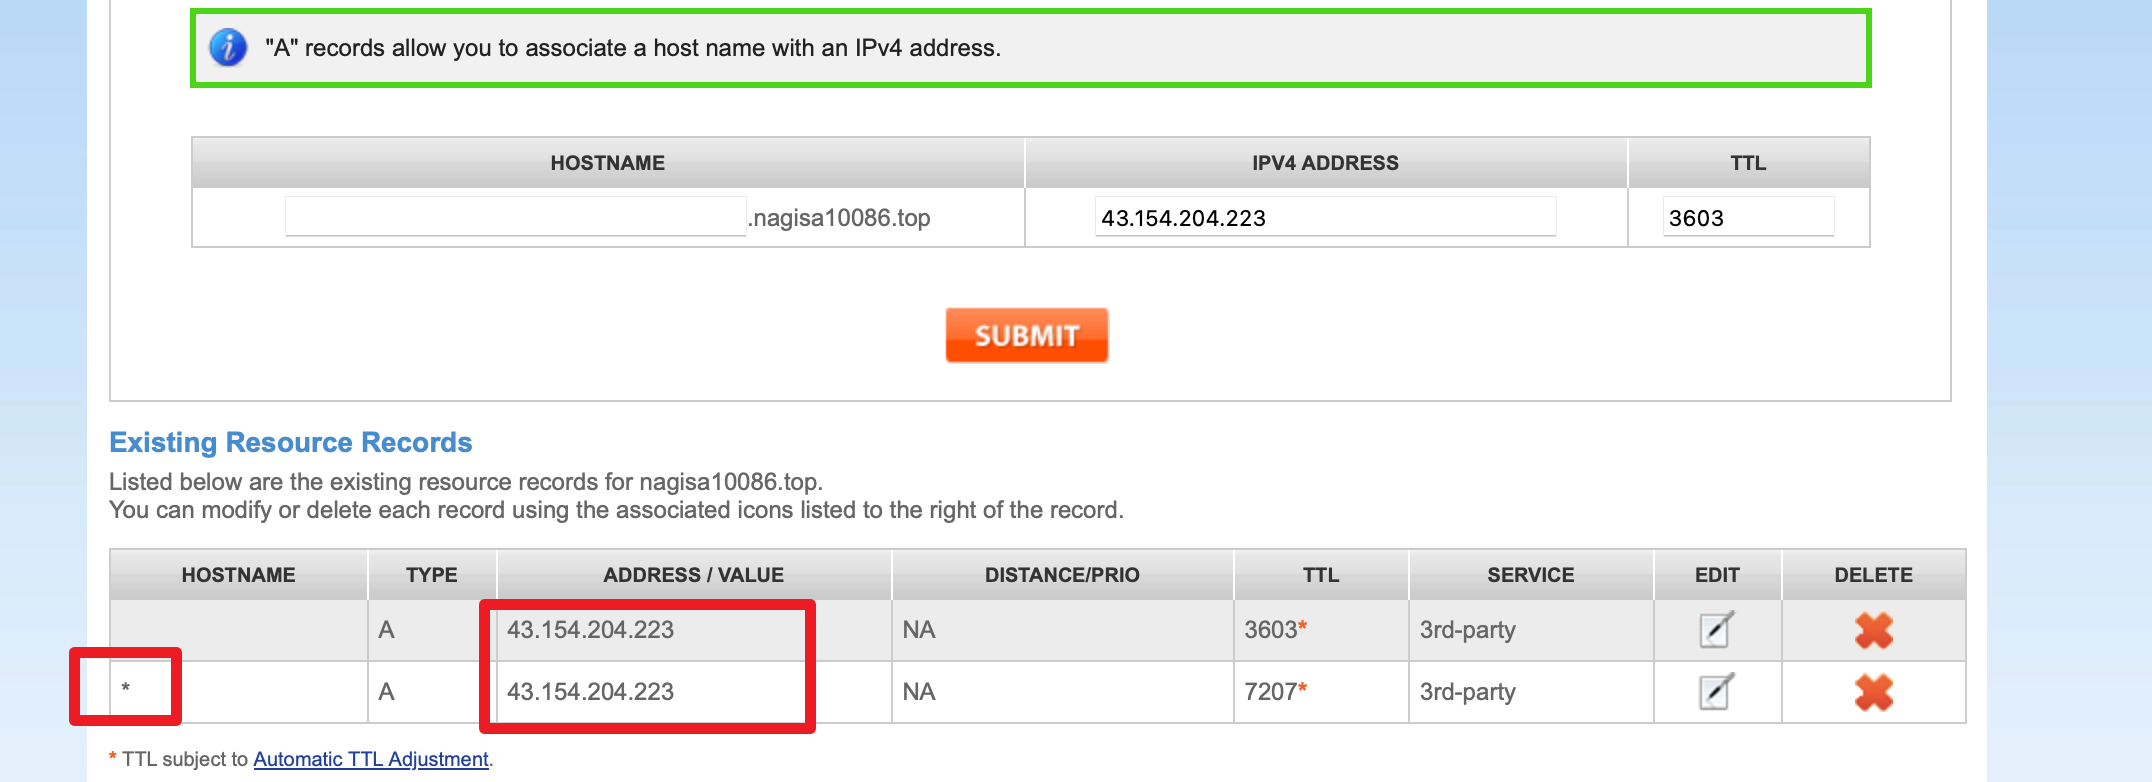 "A" records allow you to associate a host name with an IPv4 address.
HOSTNAME IPV4 ADDRESS TTL
.nagisa10086.top 43.154.204.223 3603
SUBMIT
Existing Resource Records
Listed below are the existing resource records for nagisa10086.top.
You can modify or delete each record using the associated icons listed to the right of the record.
HOSTNAME TYPE ADDRESS / VALUE DISTANCE/PRIO TTL SERVICE EDIT DELETE
A 43.154.204.223 NA 3603* 3rd-party
* A 43.154.204.223 NA 7207* 3rd-party
* TTL subject to Automatic TTL Adjustment.